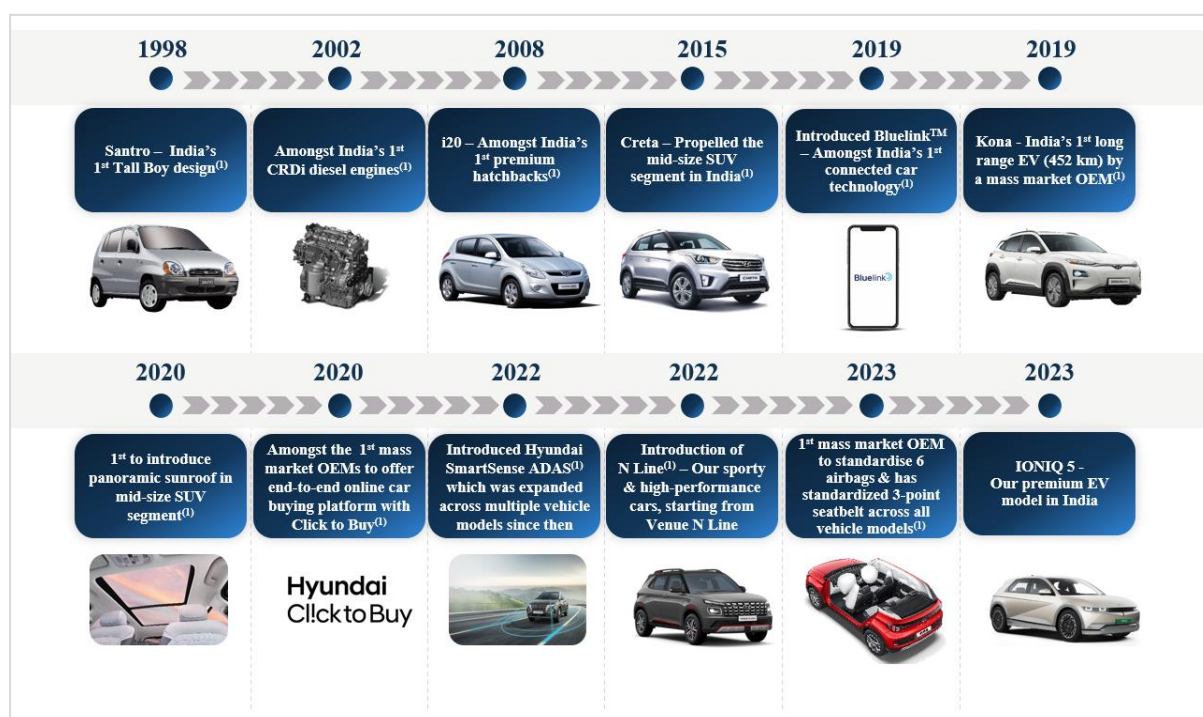 1998
2002
2008
2015
2019
2019
Santro – India's
1st Tall Boy design(1)
Amongst India's 1st
CRDi diesel engines(1)
i20 – Amongst India's
1st premium
hatchbacks(1)
Creta – Propelled the
mid-size SUV
segment in India(1)
Introduced Bluelink™
– Amongst India's 1st
connected car
technology(1)
Kona - India's 1st long
range EV (452 km) by
a mass market OEM(1)
Bluelink
2020
2020
2022
2022
2023
2023
1st to introduce
panoramic sunroof in
mid-size SUV
segment(1)
Amongst the 1st mass
market OEMs to offer
end-to-end online car
buying platform with
Click to Buy(1)
Introduced Hyundai
SmartSense ADAS(1)
which was expanded
across multiple vehicle
models since then
Introduction of
N Line(1) – Our sporty
& high-performance
cars, starting from
Venue N Line
1st mass market OEM
to standardise 6
airbags & has
standardized 3-point
seatbelt across all
vehicle models(1)
IONIQ 5 -
Our premium EV
model in India
Hyundai
Cl!ck to Buy